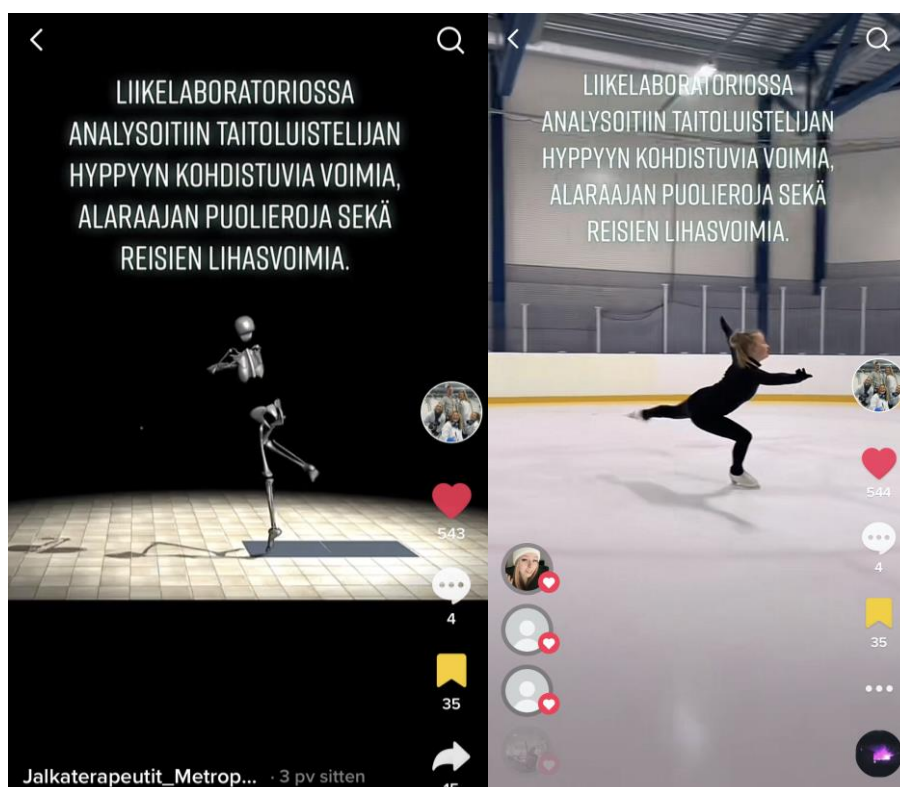 LIIKELABORATORIOSSA
ANALYSOITIIN TAITOLUISTELIJAN
HYPPYYN KOHDISTUVIA VOIMIA,
ALARAAJAN PUOLIEROJA SEKÄ
REISIEN LIHASVOIMIA.
543
4
35
Jalkaterapeutit_Metrop... · 3 pv sitten
LIIKELABORATORIOSSA
ANALYSOITIIN TAITOLUISTELIJAN
HYPPYYN KOHDISTUVIA VOIMIA,
ALARAAJAN PUOLIEROJA SEKÄ
REISIEN LIHASVOIMIA.
544
4
35